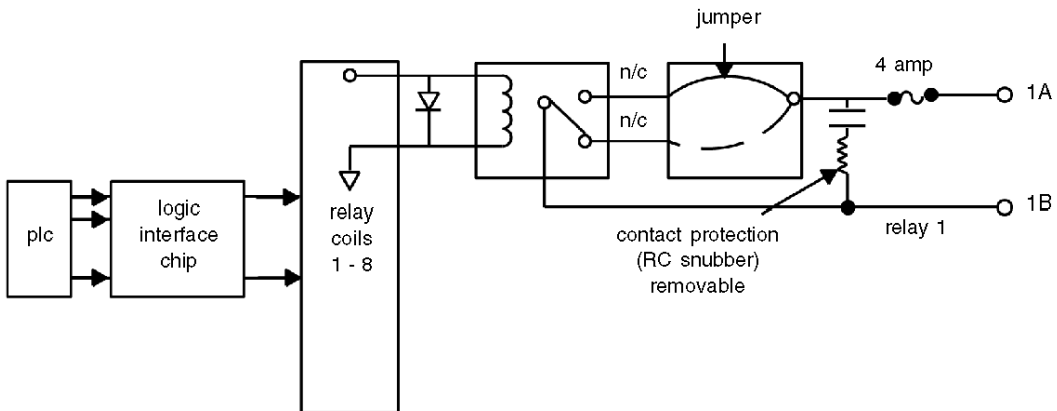 jumper
n/c
n/c
4 amp
1A
1B
relay 1
plc
logic
interface
chip
relay
coils
1 - 8
contact protection
(RC snubber)
removable